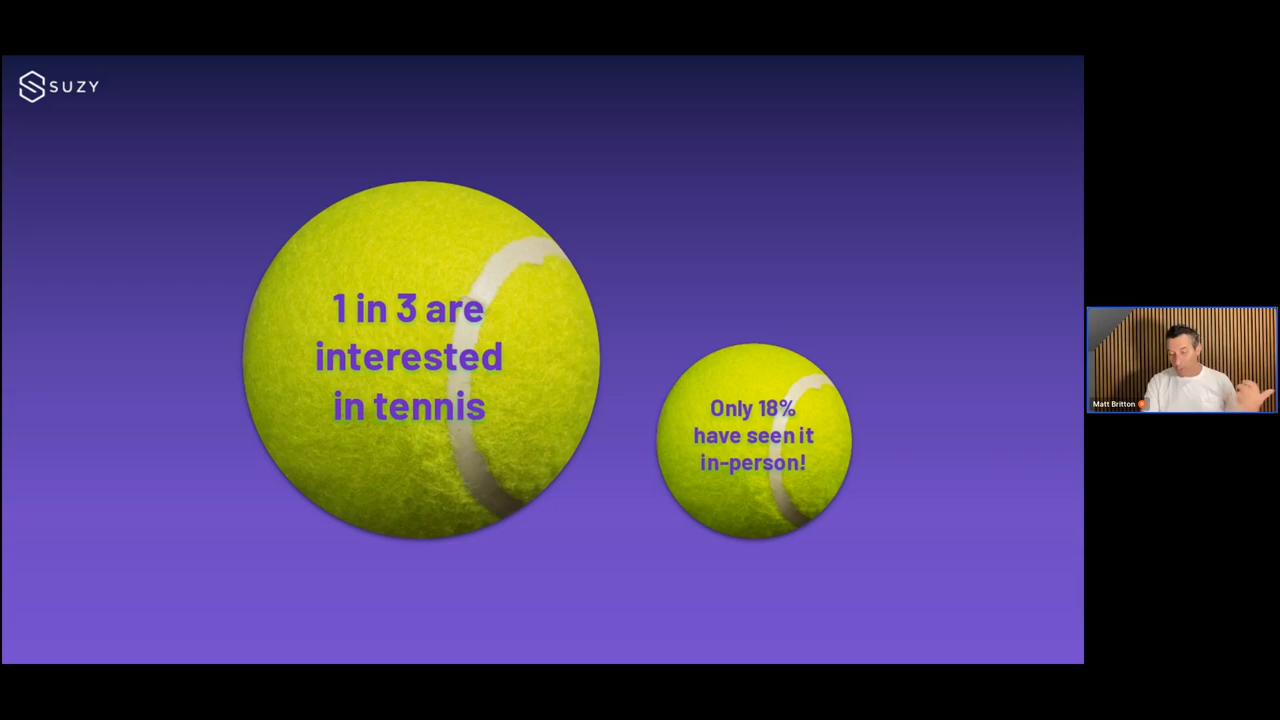 SUZY
1 in 3 are
interested
in tennis
Only 18%
have seen it
in-person!
Matt Britton